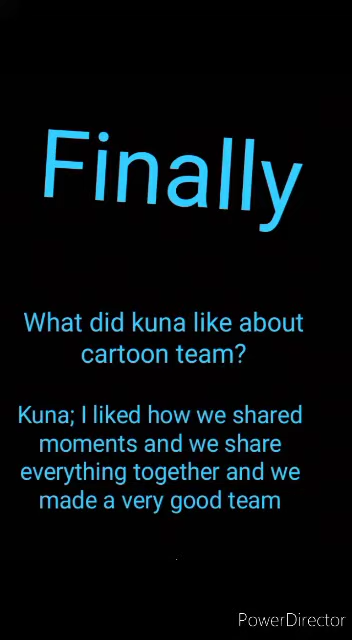 Finally
What did kuna like about
cartoon team?
Kuna; I liked how we shared
moments and we share
everything together and we
made a very good team
PowerDirector